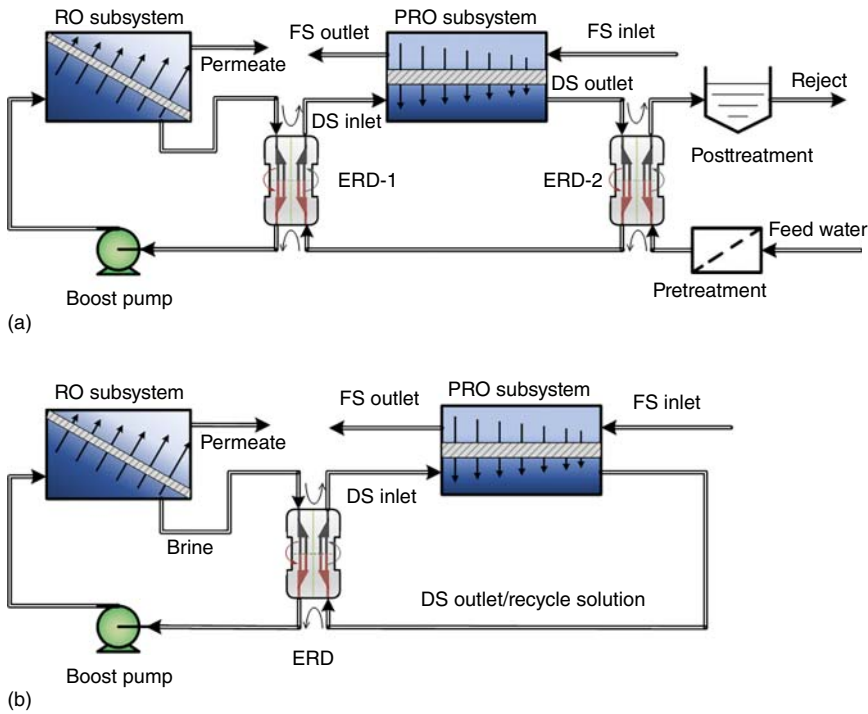 RO subsystem
PRO subsystem
FS outlet
FS inlet
Permeate
DS outlet
Reject
DS inlet
ERD-1
ERD-2
Posttreatment
Feed water
Boost pump
Pretreatment
(a)
RO subsystem
PRO subsystem
FS outlet
FS inlet
Permeate
DS inlet
Brine
DS outlet/recycle solution
Boost pump
ERD
(b)